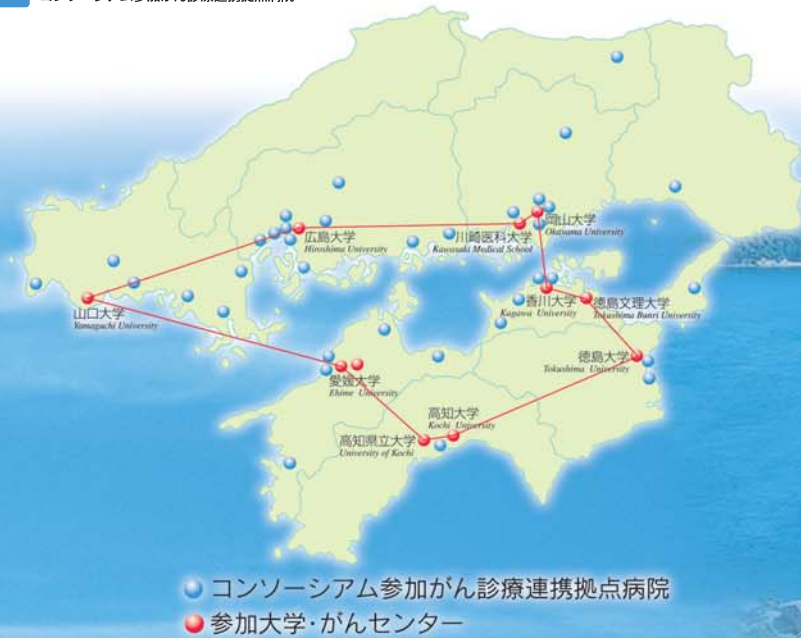 広島大学
Hiroshima University
川崎医科大学
Kawasaki Medical School
岡山大学
Okayama University
山口大学
Yamaguchi University
香川大学
Kagawa University
徳島文理大学
Tokushima Bunri University
徳島大学
Tokushima University
愛媛大学
Ehime University
高知大学
Kochi University
高知県立大学
University of Kochi
コンソーシアム参加がん診療連携拠点病院
参加大学・がんセンター